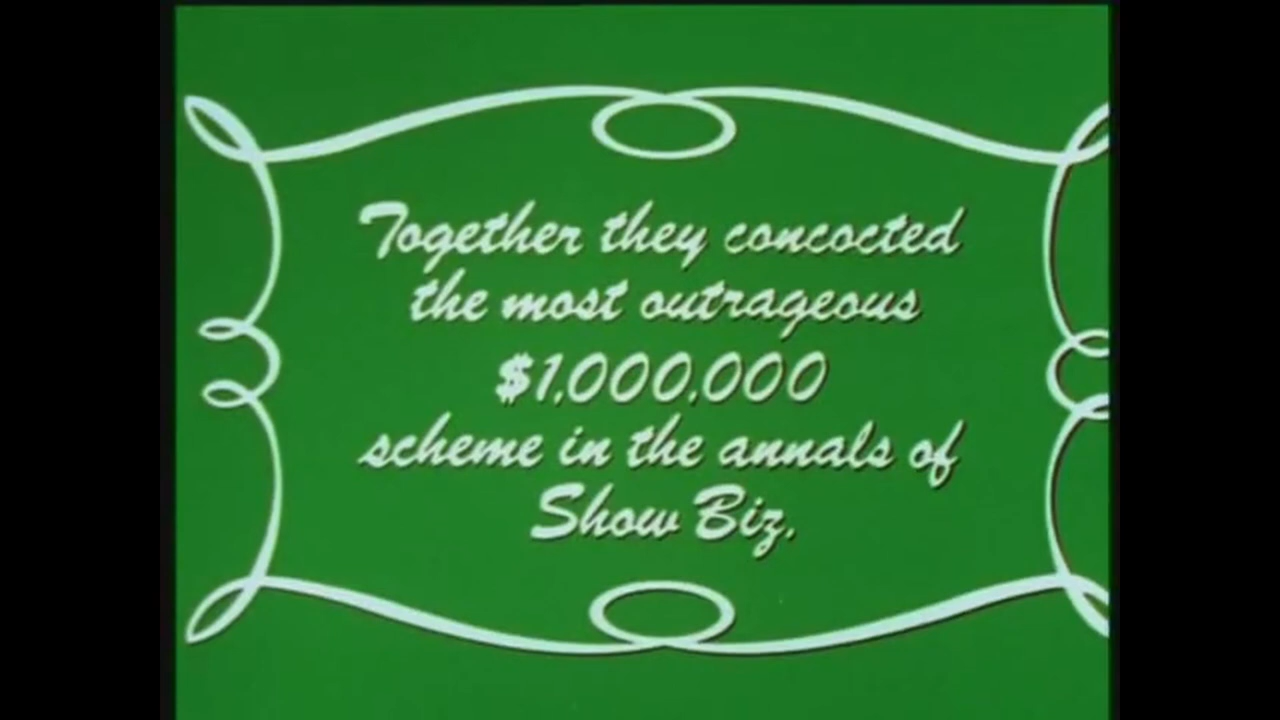 Together they concocted
the most outrageous
$1,000,000
scheme in the annals of
Show Biz.